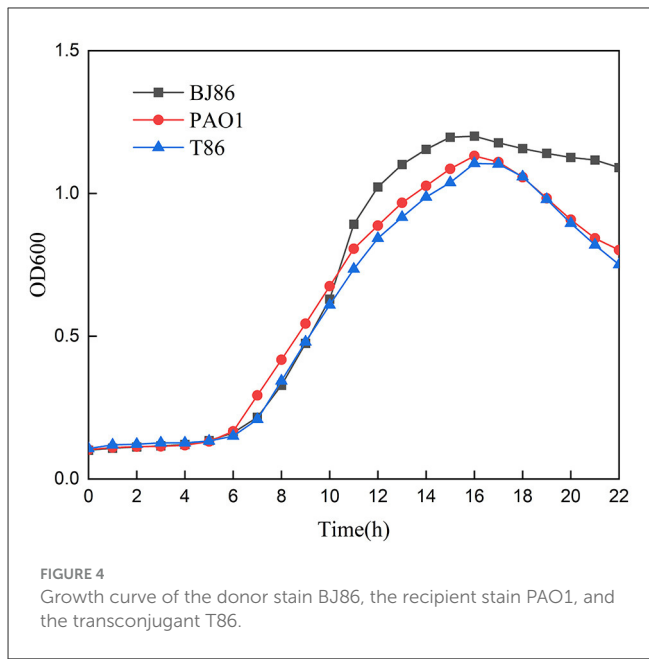 1.5
BJ86
PAO1
T86
1.0
OD600
0.5
0.0
0 2 4 6 8 10 12 14 16 18 20 22
Time(h)
FIGURE 4
Growth curve of the donor stain BJ86, the recipient stain PAO1, and
the transconjugant T86.